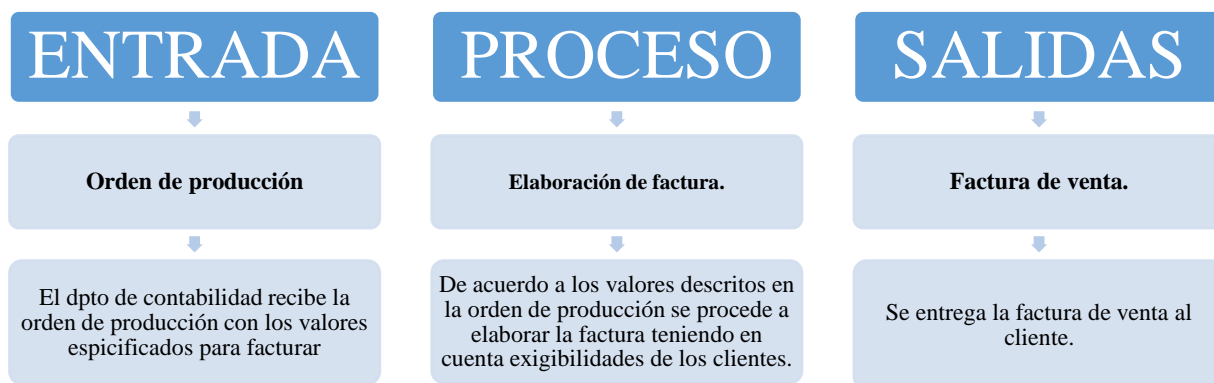 ENTRADA
Orden de producción
El dpto de contabilidad recibe la
orden de producción con los valores
espicificados para facturar
PROCESO
Elaboración de factura.
De acuerdo a los valores descritos en
la orden de producción se procede a
elaborar la factura teniendo en
cuenta exigibilidades de los clientes.
SALIDAS
Factura de venta.
Se entrega la factura de venta al
cliente.